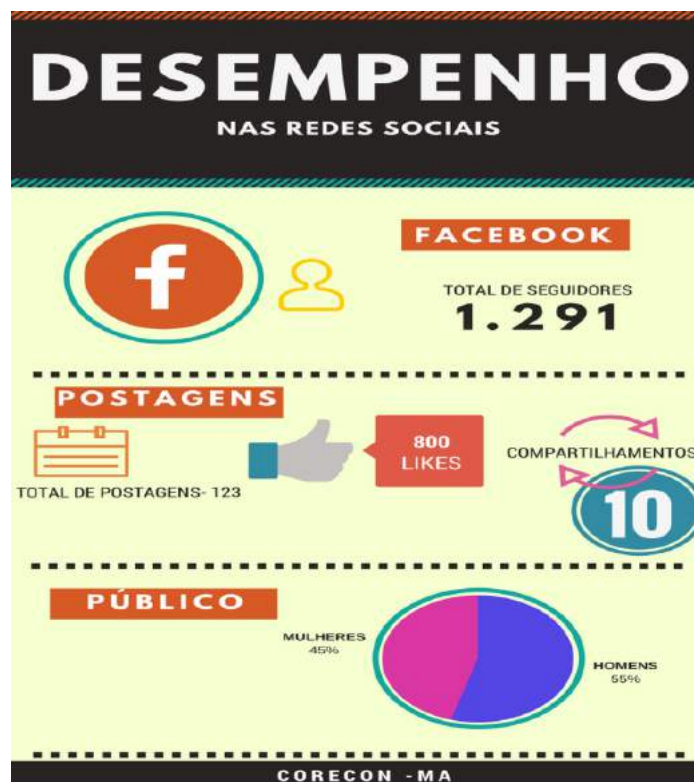 DESEMPENHO
NAS REDES SOCIAIS
f
FACEBOOK
TOTAL DE SEGUIDORES
1.291
POSTAGENS
TOTAL DE POSTAGENS- 123
800
LIKES
COMPARTILHAMENTOS
10
PÚBLICO
MULHERES
45%
HOMENS
55%
CORECON -MA